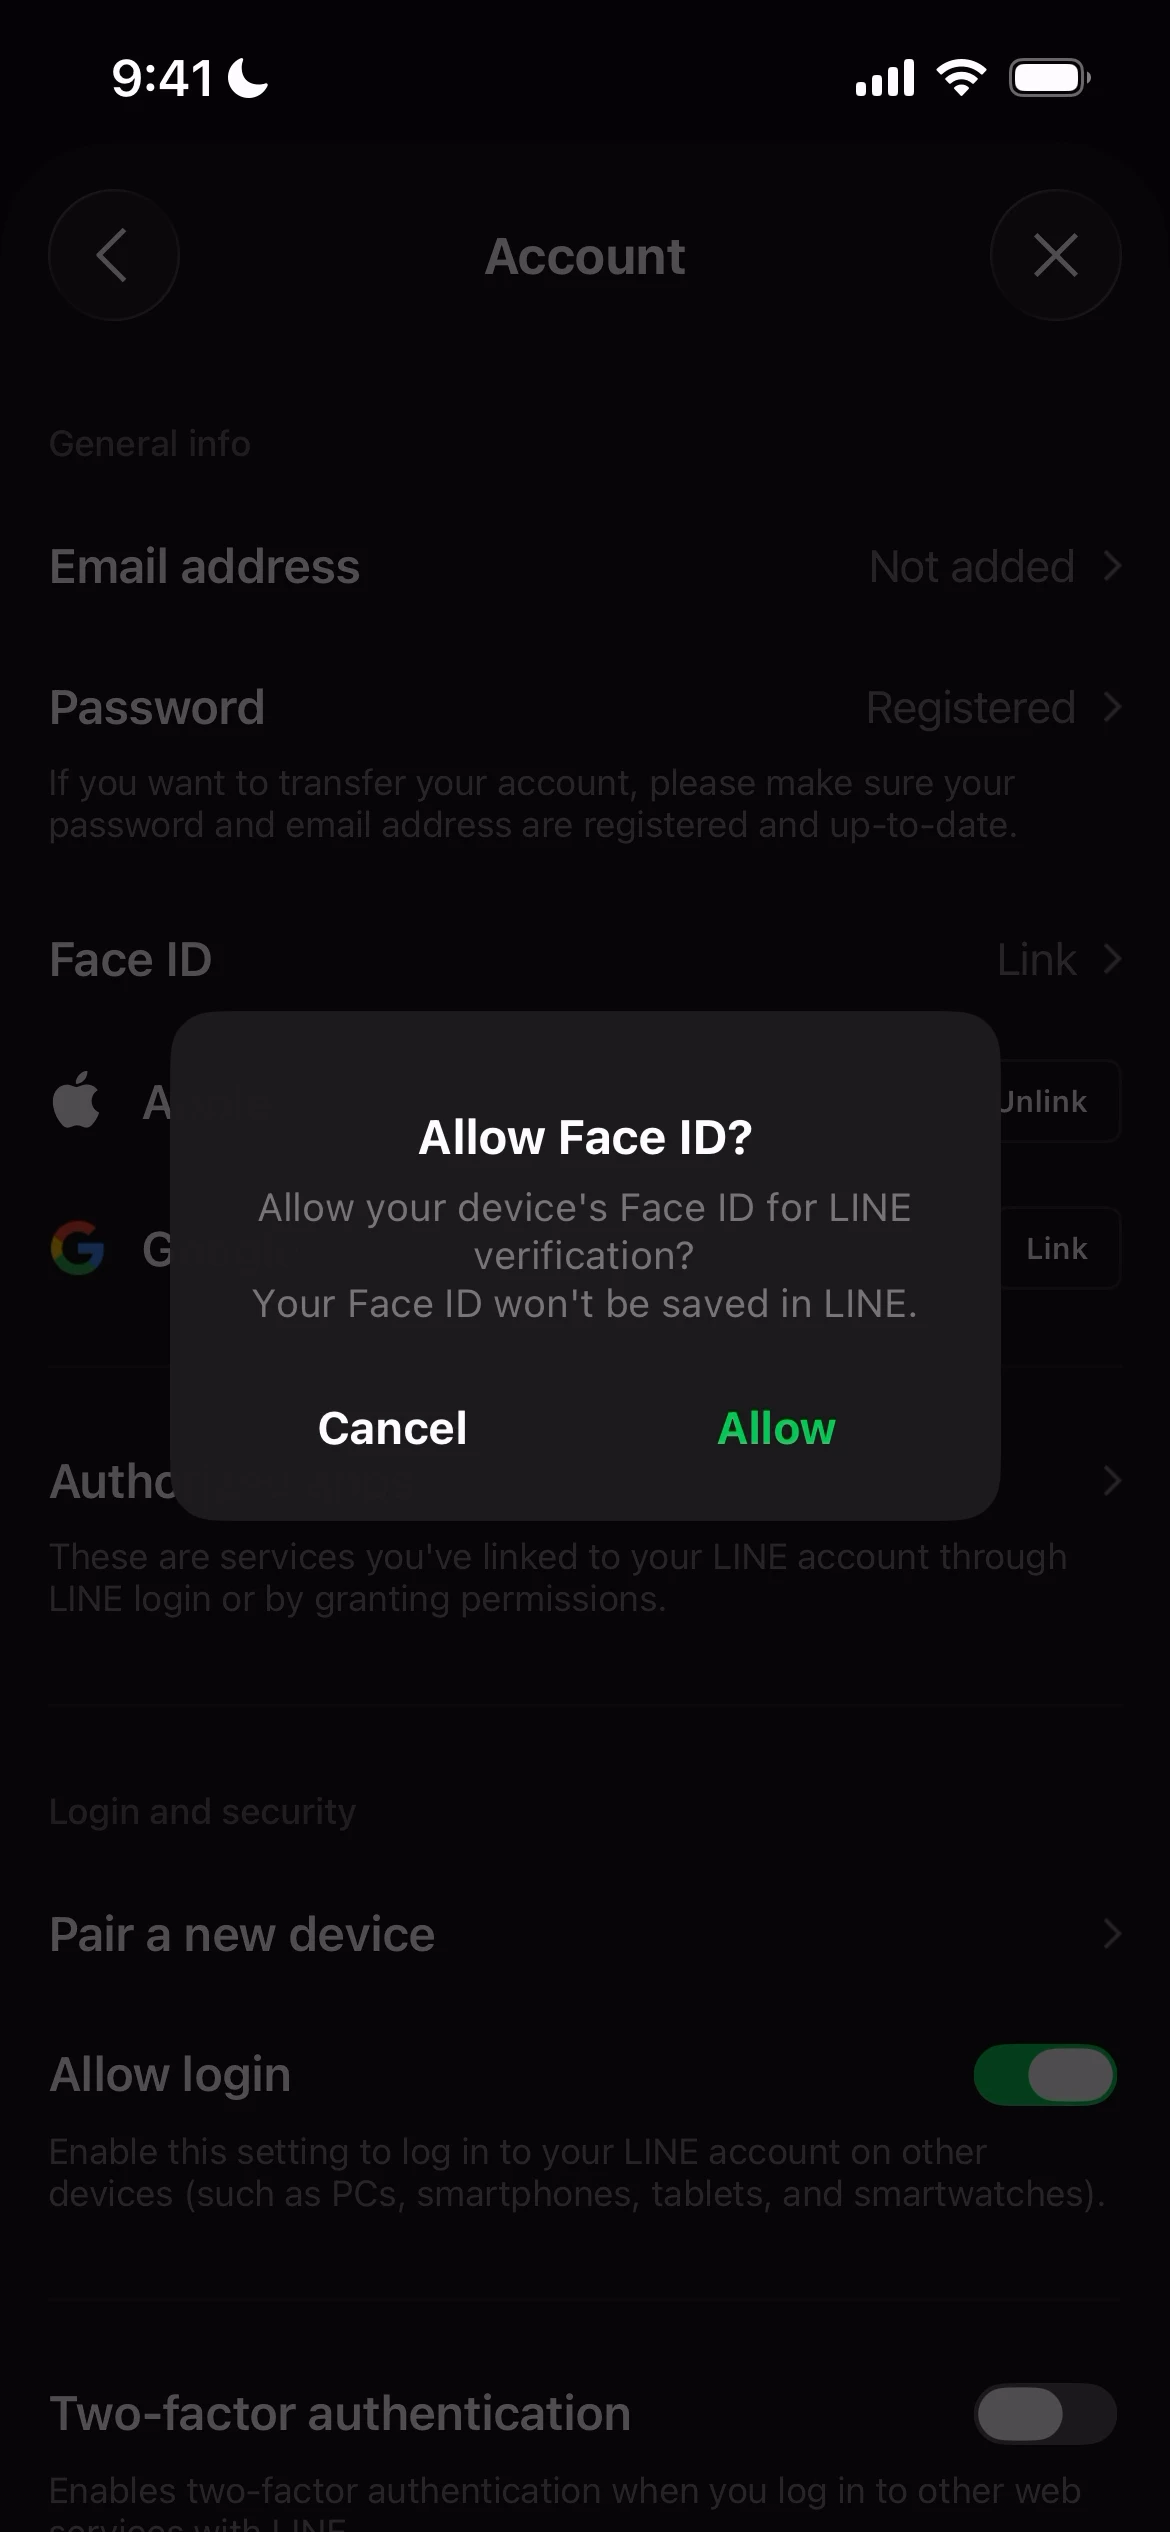 9:41
Account
General info
Email address Not added
Password Registered
If you want to transfer your account, please make sure your
password and email address are registered and up-to-date.
Face ID Link
Unlink
Link
Allow Face ID?
Allow your device's Face ID for LINE
verification?
Your Face ID won't be saved in LINE.
Cancel Allow
These are services you've linked to your LINE account through
LINE login or by granting permissions.
Login and security
Pair a new device
Allow login
Enable this setting to log in to your LINE account on other
devices (such as PCs, smartphones, tablets, and smartwatches).
Two-factor authentication
Enables two-factor authentication when you log in to other web
services with LINE